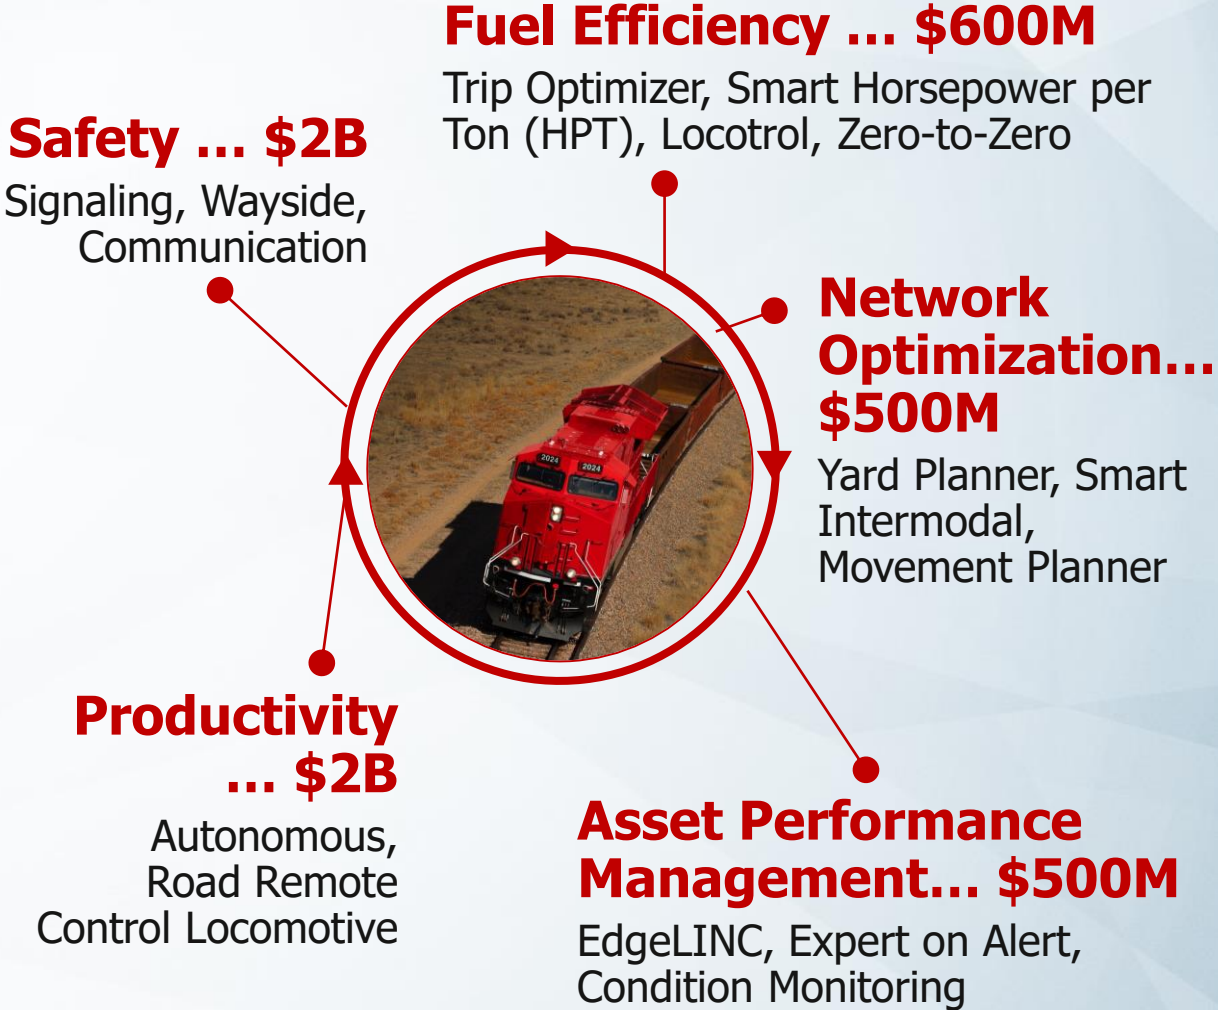 Fuel Efficiency ... $600M
Trip Optimizer, Smart Horsepower per
Ton (HPT), Locotrol, Zero-to-Zero
Safety ... $2B
Signaling, Wayside,
Communication
Network
Optimization...
$500M
Yard Planner, Smart
Intermodal,
Movement Planner
2024 2024
Productivity
... $2B
Autonomous,
Road Remote
Control Locomotive
Asset Performance
Management... $500M
EdgeLINC, Expert on Alert,
Condition Monitoring